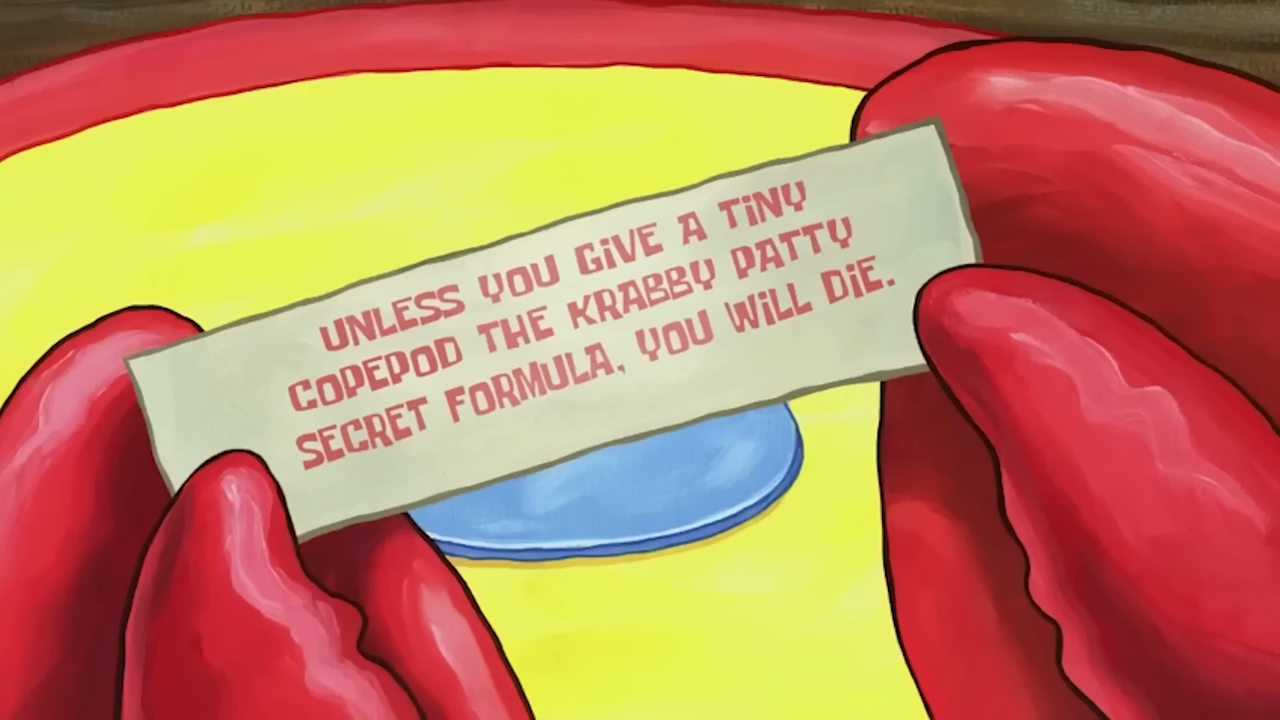 UNLESS YOU GIVE A TINY
COPEPOD THE KRABBY PATTY
SECRET FORMULA, YOU WILL DIE.